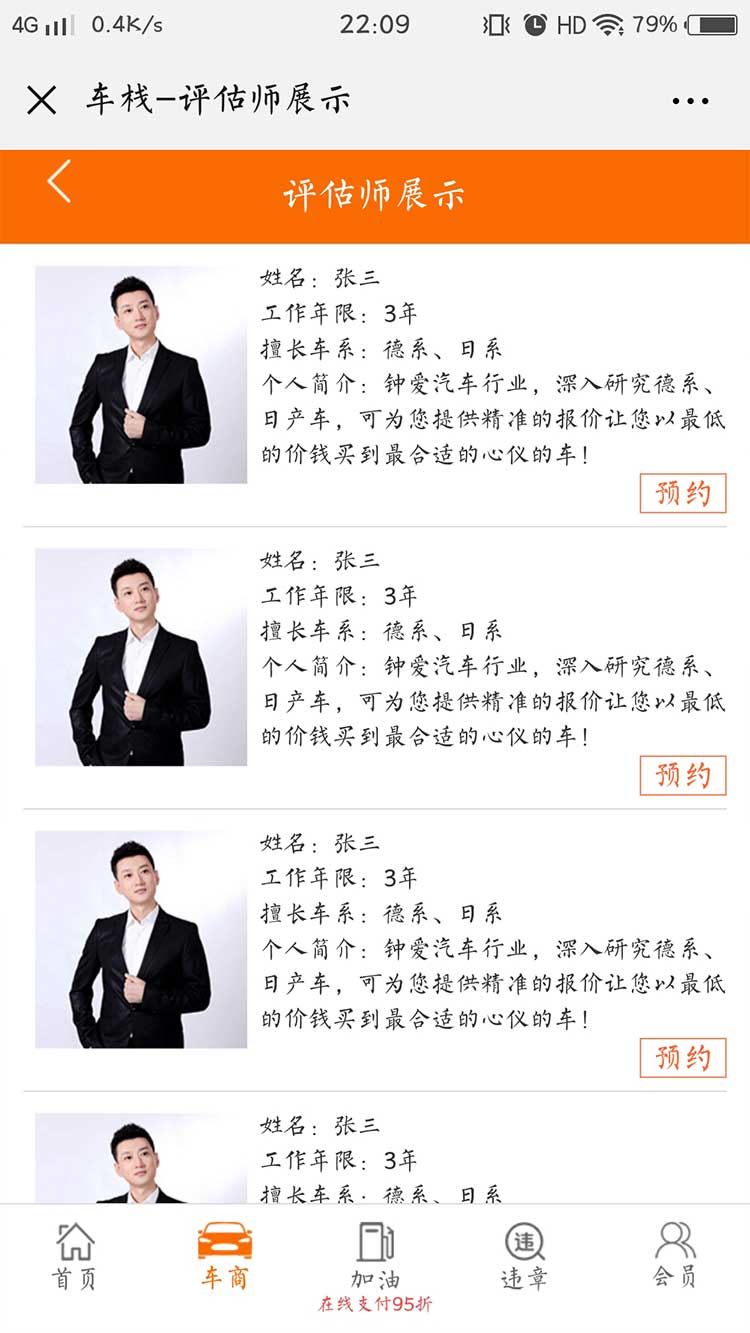 4G 0.4K/s 22:09 HD 79%
车栈-评估师展示
评估师展示
姓名：张三
工作年限：3年
擅长车系：德系、日系
个人简介：钟爱汽车行业，深入研究德系、
日产车，可为您提供精准的报价让您以最低
的价钱买到最合适的心仪的车！
预约
姓名：张三
工作年限：3年
擅长车系：德系、日系
个人简介：钟爱汽车行业，深入研究德系、
日产车，可为您提供精准的报价让您以最低
的价钱买到最合适的心仪的车！
预约
姓名：张三
工作年限：3年
擅长车系：德系、日系
个人简介：钟爱汽车行业，深入研究德系、
日产车，可为您提供精准的报价让您以最低
的价钱买到最合适的心仪的车！
预约
姓名：张三
工作年限：3年
擅长车系：德系、日系
违
首页 车商 加油 违章 会员
在线支付95折